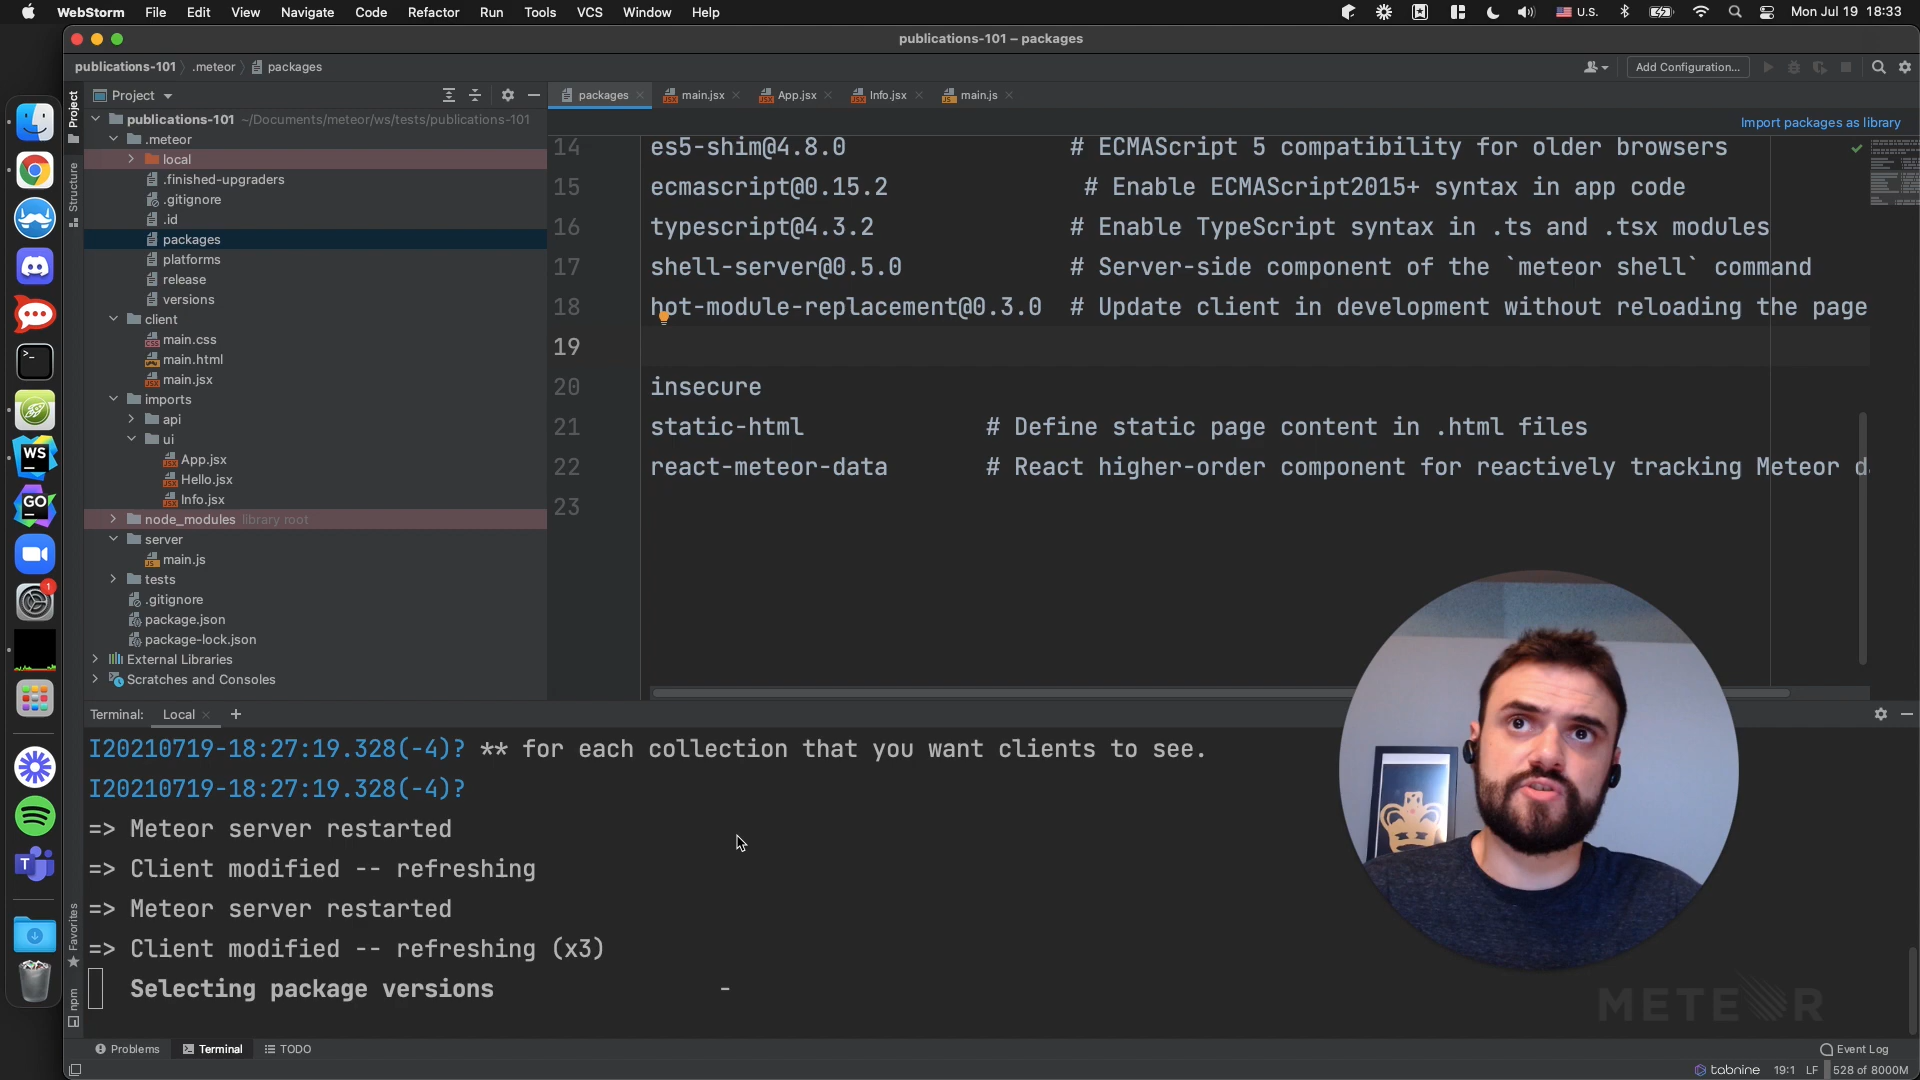 WebStorm File Edit View Navigate Code Refactor Run Tools VCS Window Help
U.S. Mon Jul 19 18:33
publications-101 – packages
publications-101 .meteor packages
Add Configuration...
Project
packages main.jsx App.jsx Info.jsx main.js
Import packages as library
Project
Structure
Favorites
npm
publications-101 ~/Documents/meteor/ws/tests/publications-101
.meteor
local
.finished-upgraders
.gitignore
.id
packages
platforms
release
versions
client
main.css
main.html
main.jsx
imports
api
ui
App.jsx
Hello.jsx
Info.jsx
node_modules library root
server
main.js
tests
.gitignore
package.json
package-lock.json
External Libraries
Scratches and Consoles
14 es5-shim@4.8.0 # ECMAScript 5 compatibility for older browsers
15 ecmascript@0.15.2 # Enable ECMAScript2015+ syntax in app code
16 typescript@4.3.2 # Enable TypeScript syntax in .ts and .tsx modules
17 shell-server@0.5.0 # Server-side component of the `meteor shell` command
18 hot-module-replacement@0.3.0 # Update client in development without reloading the page
19
20 insecure
21 static-html # Define static page content in .html files
22 react-meteor-data # React higher-order component for reactively tracking Meteor d
23
Terminal: Local +
I20210719-18:27:19.328(-4)? ** for each collection that you want clients to see.
I20210719-18:27:19.328(-4)?
=> Meteor server restarted
=> Client modified -- refreshing
=> Meteor server restarted
=> Client modified -- refreshing (x3)
Selecting package versions -
METEOR
Problems Terminal TODO
Event Log
tabnine 19:1 LF 528 of 8000M
WS
GO
1
T